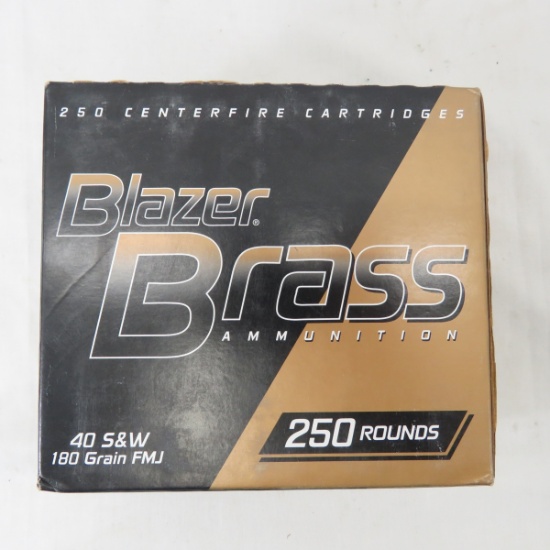 250 CENTERFIRE CARTRIDGES
Blazer®
Brass
AMMUNITION
40 S&W
180 Grain FMJ
250 ROUNDS